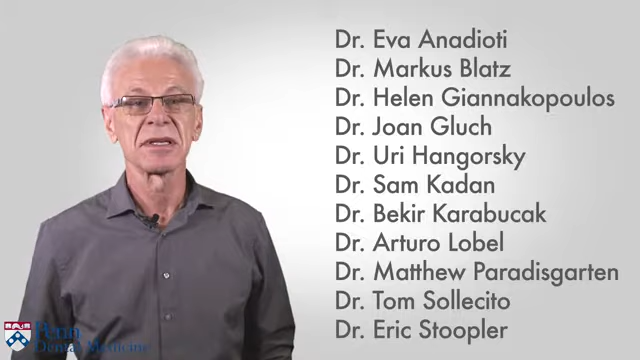 Dr. Eva Anadioti
Dr. Markus Blatz
Dr. Helen Giannakopoulos
Dr. Joan Gluch
Dr. Uri Hangorsky
Dr. Sam Kadan
Dr. Bekir Karabucak
Dr. Arturo Lobel
Dr. Matthew Paradisgarten
Dr. Tom Sollecito
Dr. Eric Stoopler
Penn
Dental Medicine